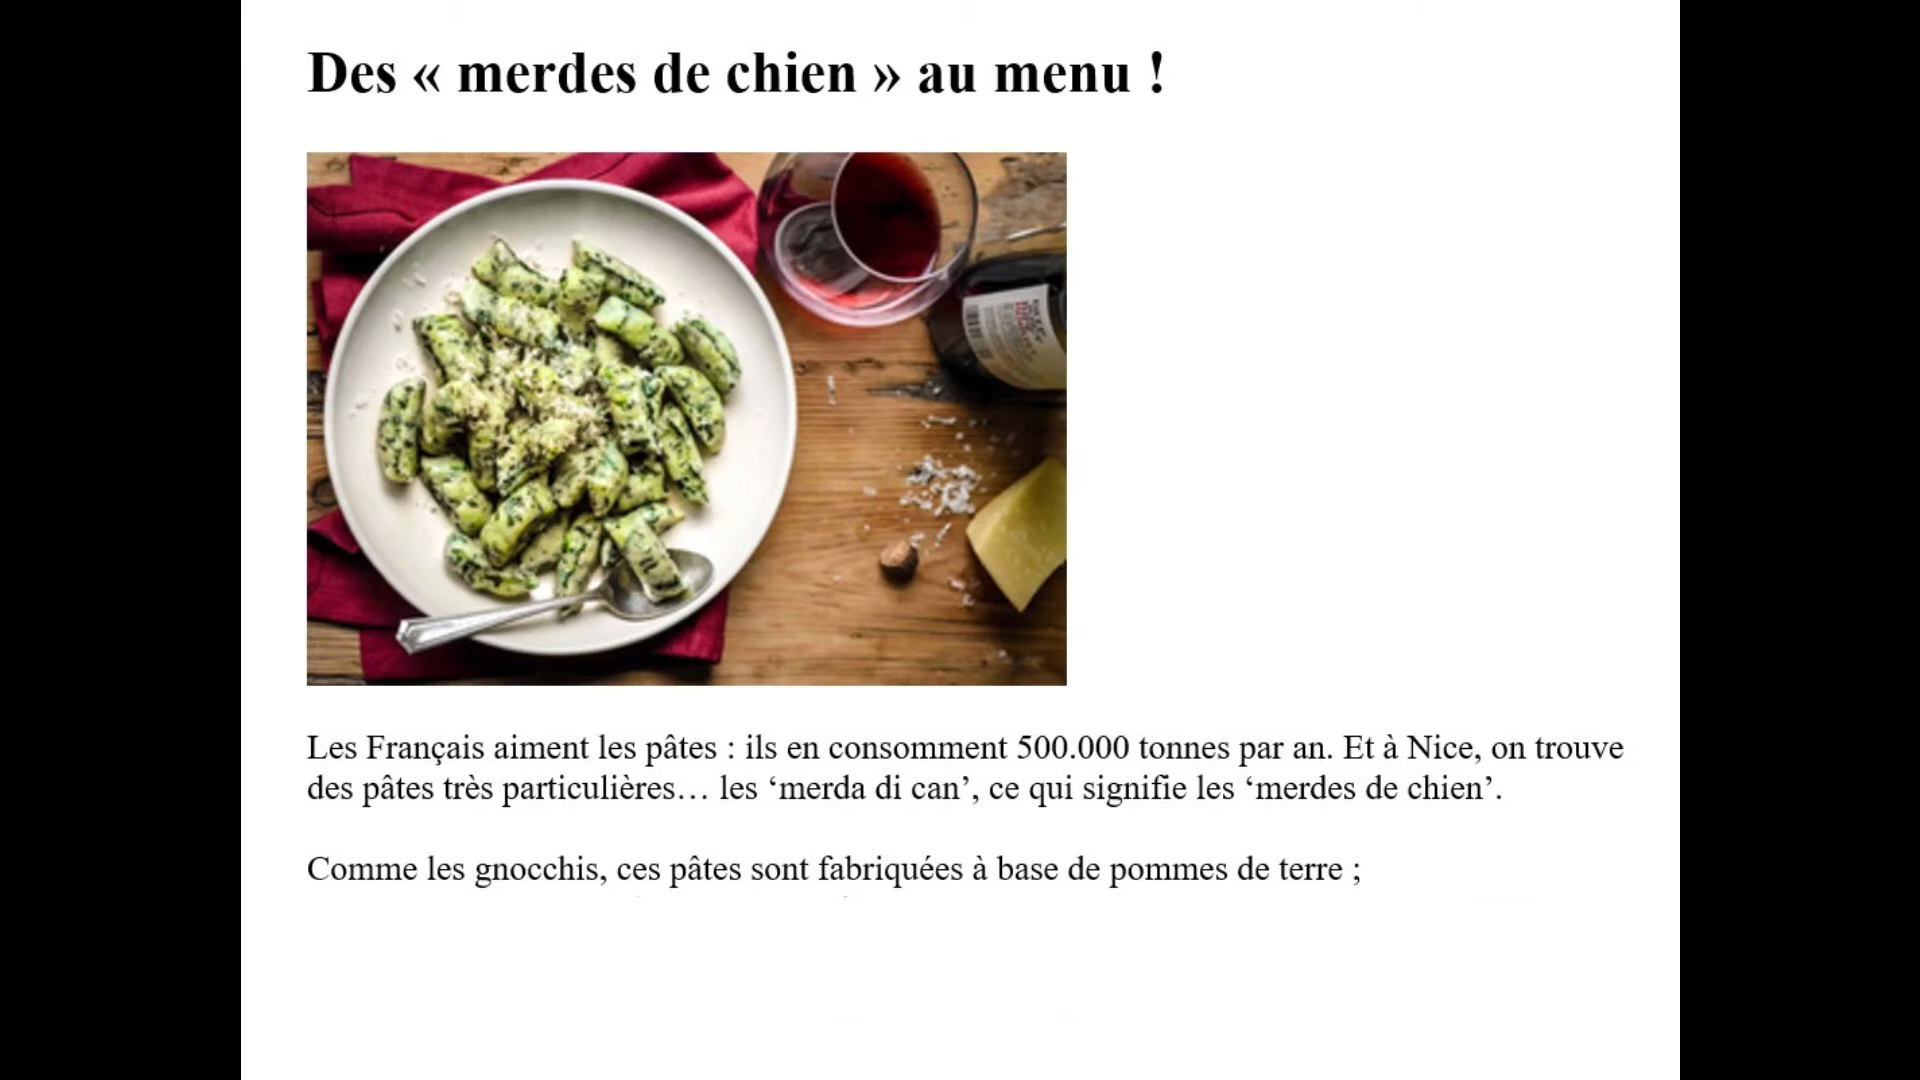 Des « merdes de chien » au menu !
Les Français aiment les pâtes : ils en consomment 500.000 tonnes par an. Et à Nice, on trouve
des pâtes très particulières… les ‘merda di can’, ce qui signifie les ‘merdes de chien’.
Comme les gnocchis, ces pâtes sont fabriquées à base de pommes de terre ;